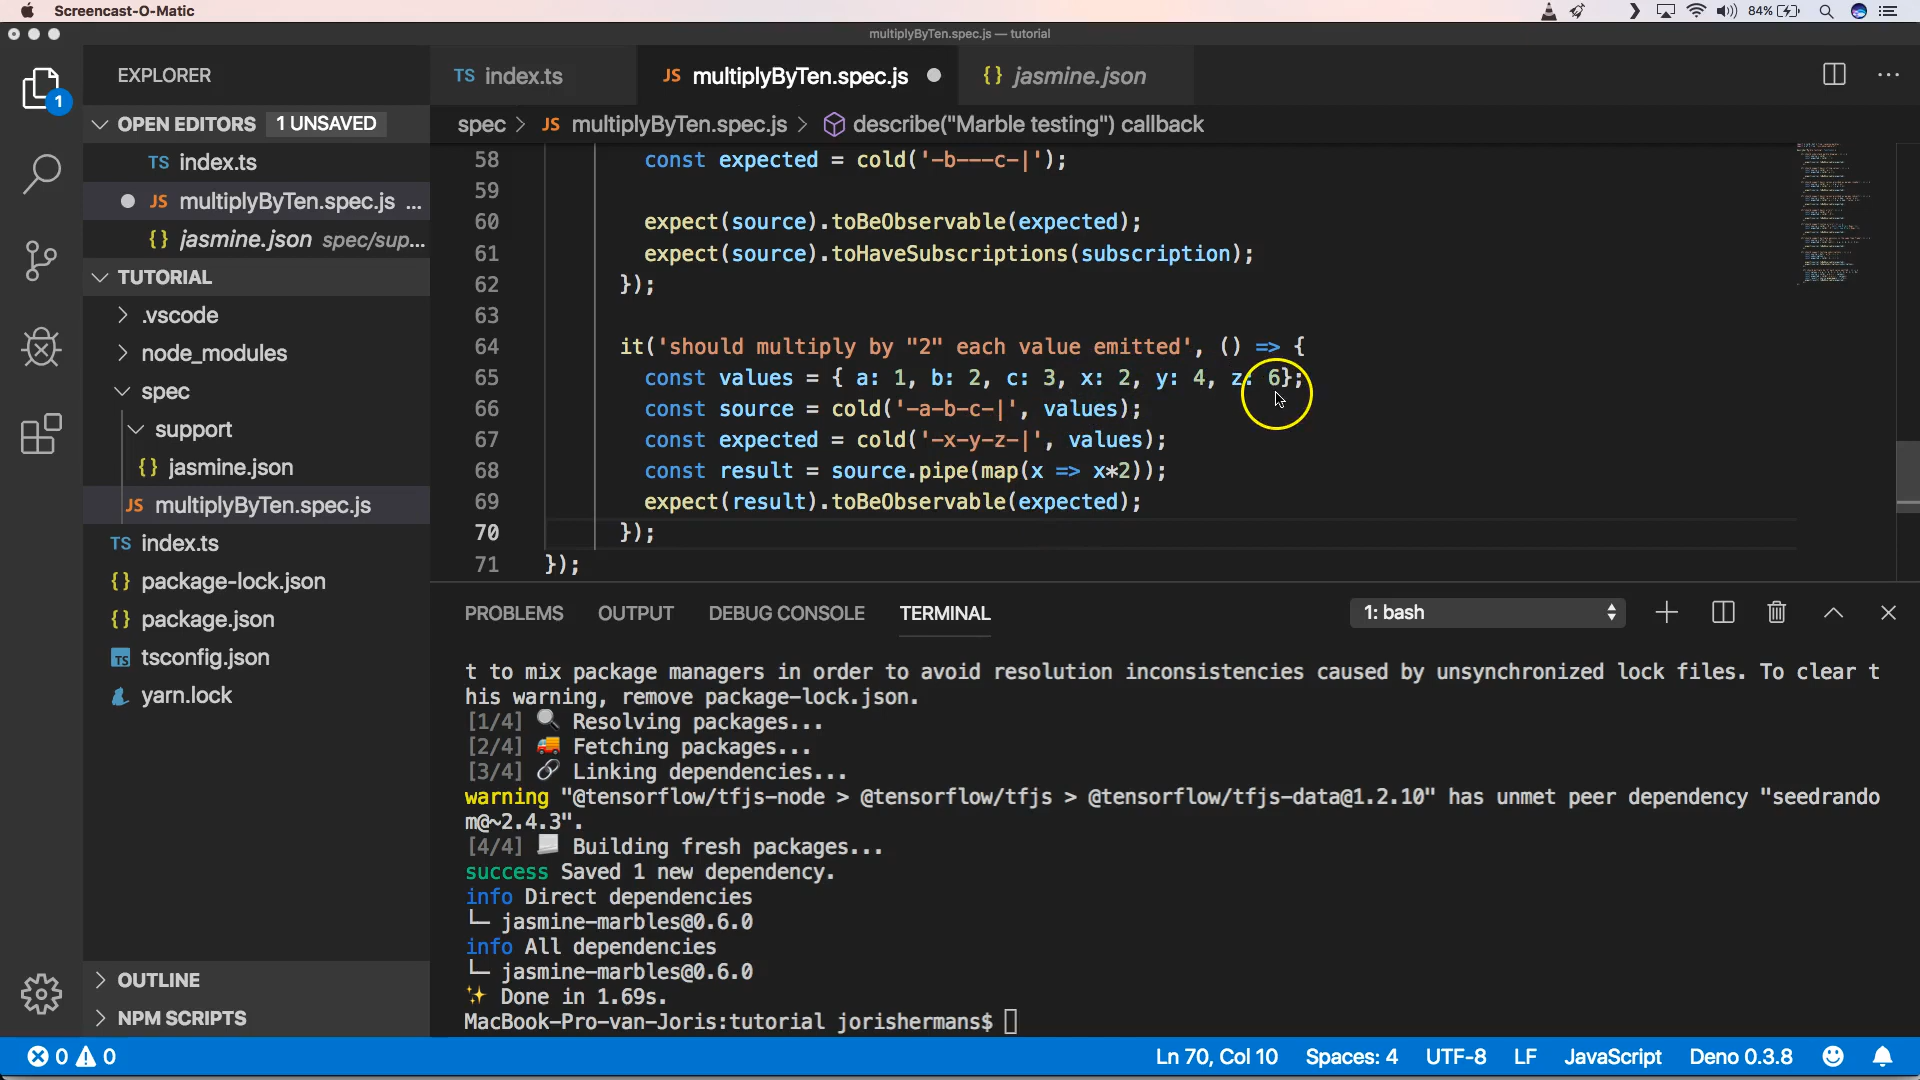 Screencast-O-Matic
84%
multiplyByTen.spec.js — tutorial
EXPLORER
TS index.ts
JS multiplyByTen.spec.js
{} jasmine.json
1
OPEN EDITORS 1 UNSAVED
spec > JS multiplyByTen.spec.js > describe("Marble testing") callback
TS index.ts
JS multiplyByTen.spec.js ...
{} jasmine.json spec/sup...
TUTORIAL
.vscode
node_modules
spec
support
{} jasmine.json
JS multiplyByTen.spec.js
TS index.ts
{} package-lock.json
{} package.json
TS tsconfig.json
yarn.lock
OUTLINE
NPM SCRIPTS
58 const expected = cold('-b---c-|');
59
60 expect(source).toBeObservable(expected);
61 expect(source).toHaveSubscriptions(subscription);
62 });
63
64 it('should multiply by "2" each value emitted', () => {
65 const values = { a: 1, b: 2, c: 3, x: 2, y: 4, z: 6};
66 const source = cold('-a-b-c-|', values);
67 const expected = cold('-x-y-z-|', values);
68 const result = source.pipe(map(x => x*2));
69 expect(result).toBeObservable(expected);
70 });
71 });
PROBLEMS OUTPUT DEBUG CONSOLE TERMINAL 1: bash
t to mix package managers in order to avoid resolution inconsistencies caused by unsynchronized lock files. To clear t
his warning, remove package-lock.json.
[1/4] Resolving packages...
[2/4] Fetching packages...
[3/4] Linking dependencies...
warning "@tensorflow/tfjs-node > @tensorflow/tfjs > @tensorflow/tfjs-data@1.2.10" has unmet peer dependency "seedrando
m@~2.4.3".
[4/4] Building fresh packages...
success Saved 1 new dependency.
info Direct dependencies
└─ jasmine-marbles@0.6.0
info All dependencies
└─ jasmine-marbles@0.6.0
✨ Done in 1.69s.
MacBook-Pro-van-Joris:tutorial jorishermans$
0 0
Ln 70, Col 10 Spaces: 4 UTF-8 LF JavaScript Deno 0.3.8